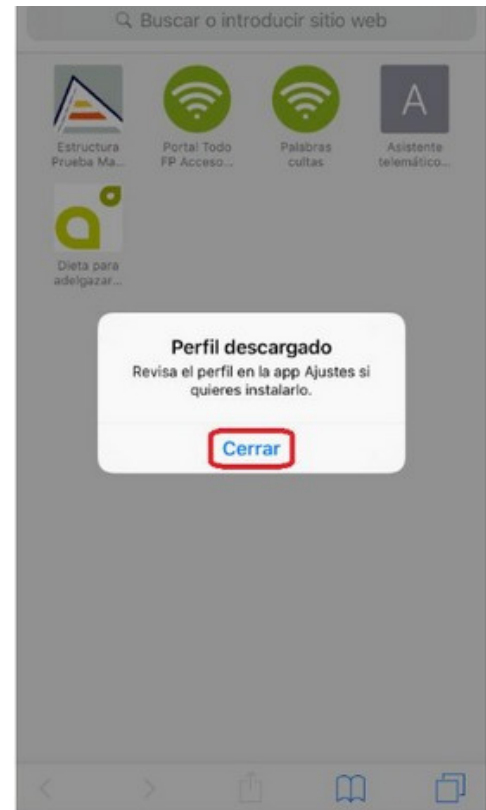 Buscar o introducir sitio web
Estructura
Prueba Ma...
Portal Todo
FP Acceso...
Palabras
cultas
A
Asistente
telemático...
Dieta para
adelgazar...
Perfil descargado
Revisa el perfil en la app Ajustes si
quieres instalarlo.
Cerrar